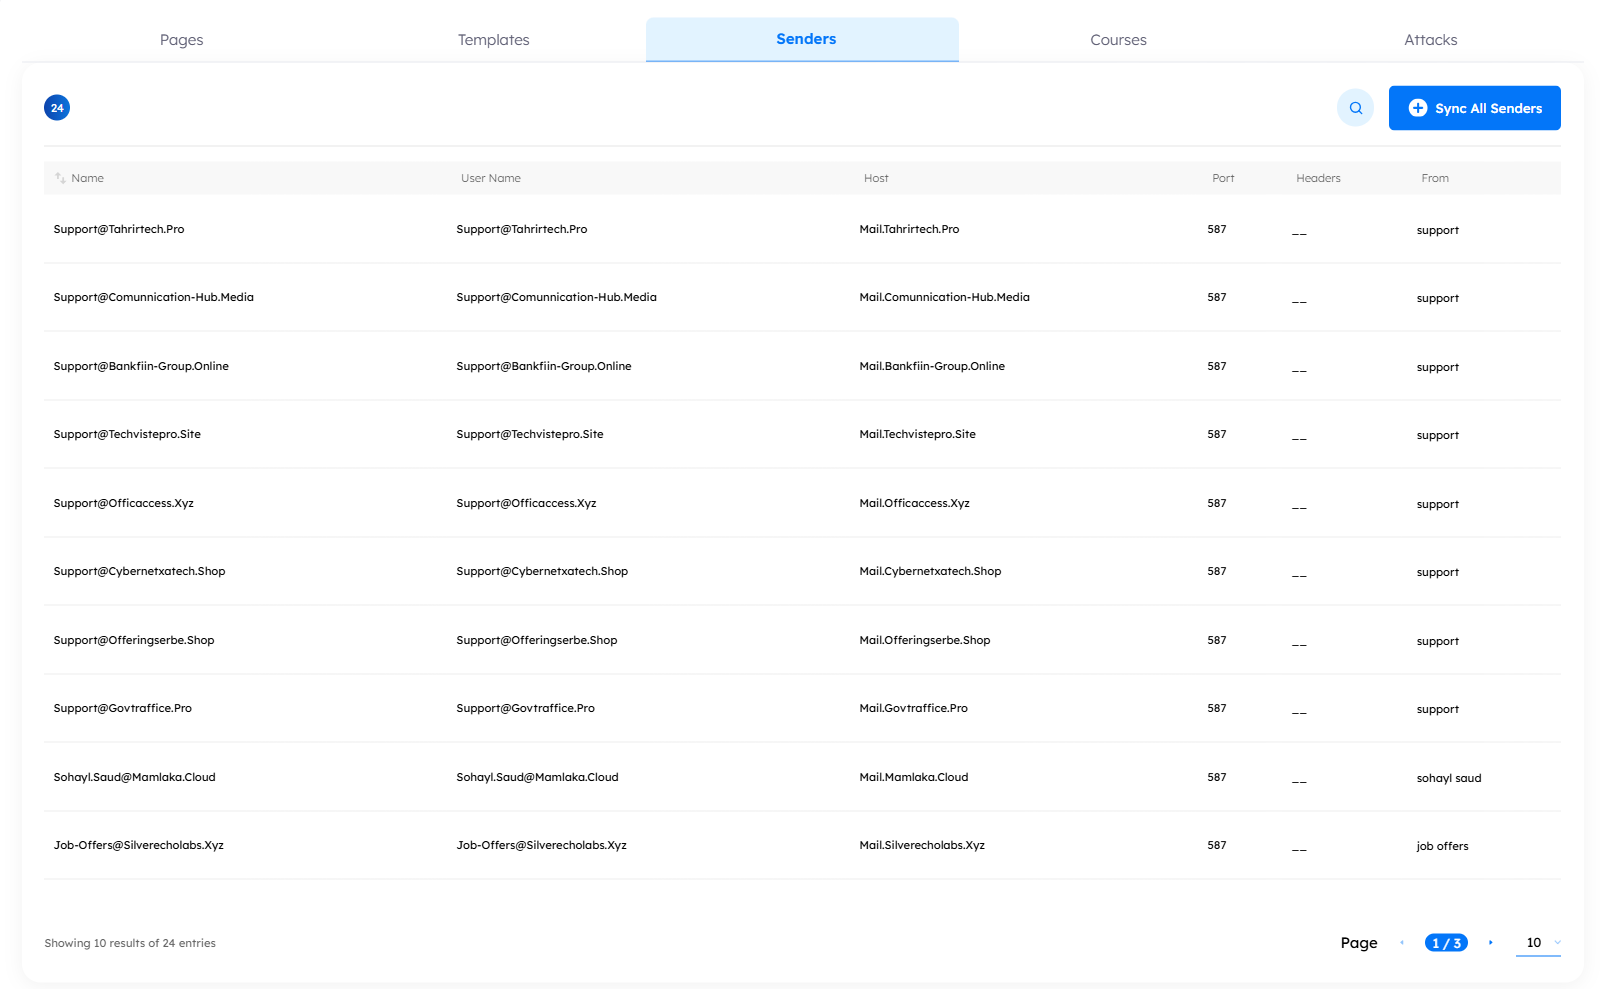 Pages Templates Senders Courses Attacks
24 Sync All Senders
Name User Name Host Port Headers From
Support@Tahrirtech.Pro Support@Tahrirtech.Pro Mail.Tahrirtech.Pro 587 __ support
Support@Comunnication-Hub.Media Support@Comunnication-Hub.Media Mail.Comunnication-Hub.Media 587 __ support
Support@Bankfiin-Group.Online Support@Bankfiin-Group.Online Mail.Bankfiin-Group.Online 587 __ support
Support@Techvistepro.Site Support@Techvistepro.Site Mail.Techvistepro.Site 587 __ support
Support@Officaccess.Xyz Support@Officaccess.Xyz Mail.Officaccess.Xyz 587 __ support
Support@Cybernetxatech.Shop Support@Cybernetxatech.Shop Mail.Cybernetxatech.Shop 587 __ support
Support@Offeringserbe.Shop Support@Offeringserbe.Shop Mail.Offeringserbe.Shop 587 __ support
Support@Govtraffice.Pro Support@Govtraffice.Pro Mail.Govtraffice.Pro 587 __ support
Sohayl.Saud@Mamlaka.Cloud Sohayl.Saud@Mamlaka.Cloud Mail.Mamlaka.Cloud 587 __ sohayl saud
Job-Offers@Silverecholabs.Xyz Job-Offers@Silverecholabs.Xyz Mail.Silverecholabs.Xyz 587 __ job offers
Showing 10 results of 24 entries Page 1 / 3 10